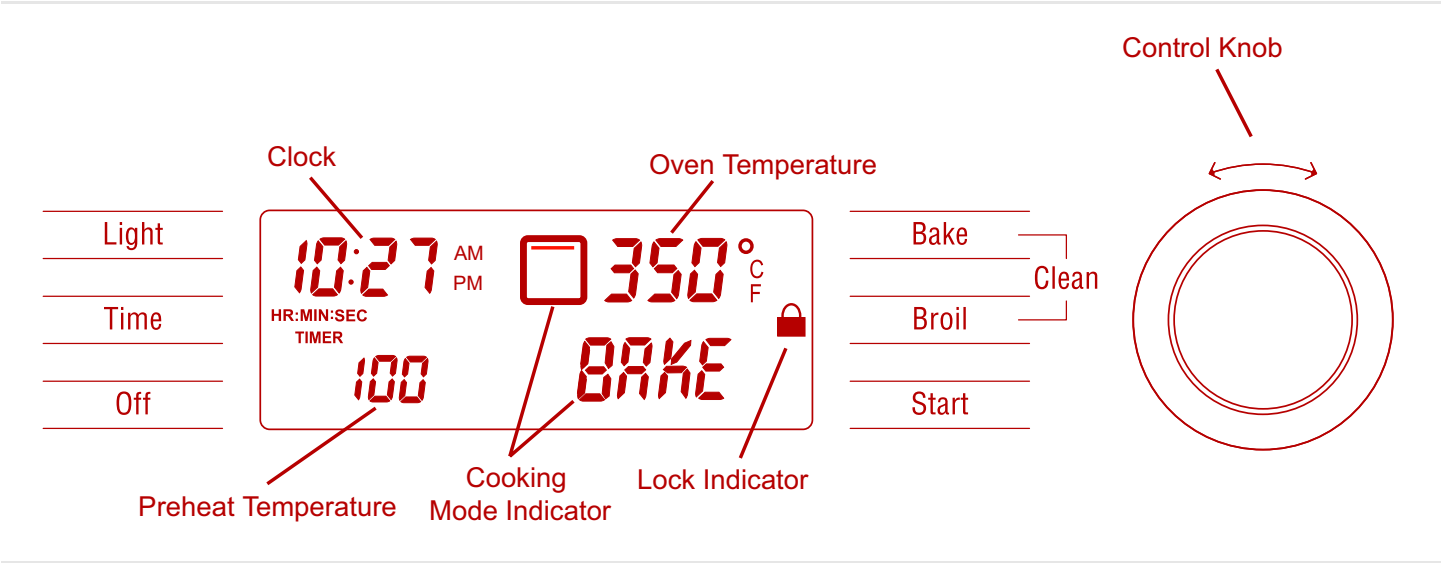 Control Knob
Clock
Oven Temperature
Light
Time
Off
10:27 AM
PM
HR:MIN:SEC
TIMER
100
350°
C
F
BAKE
Bake
Broil
Start
Clean
Preheat Temperature
Cooking
Mode Indicator
Lock Indicator